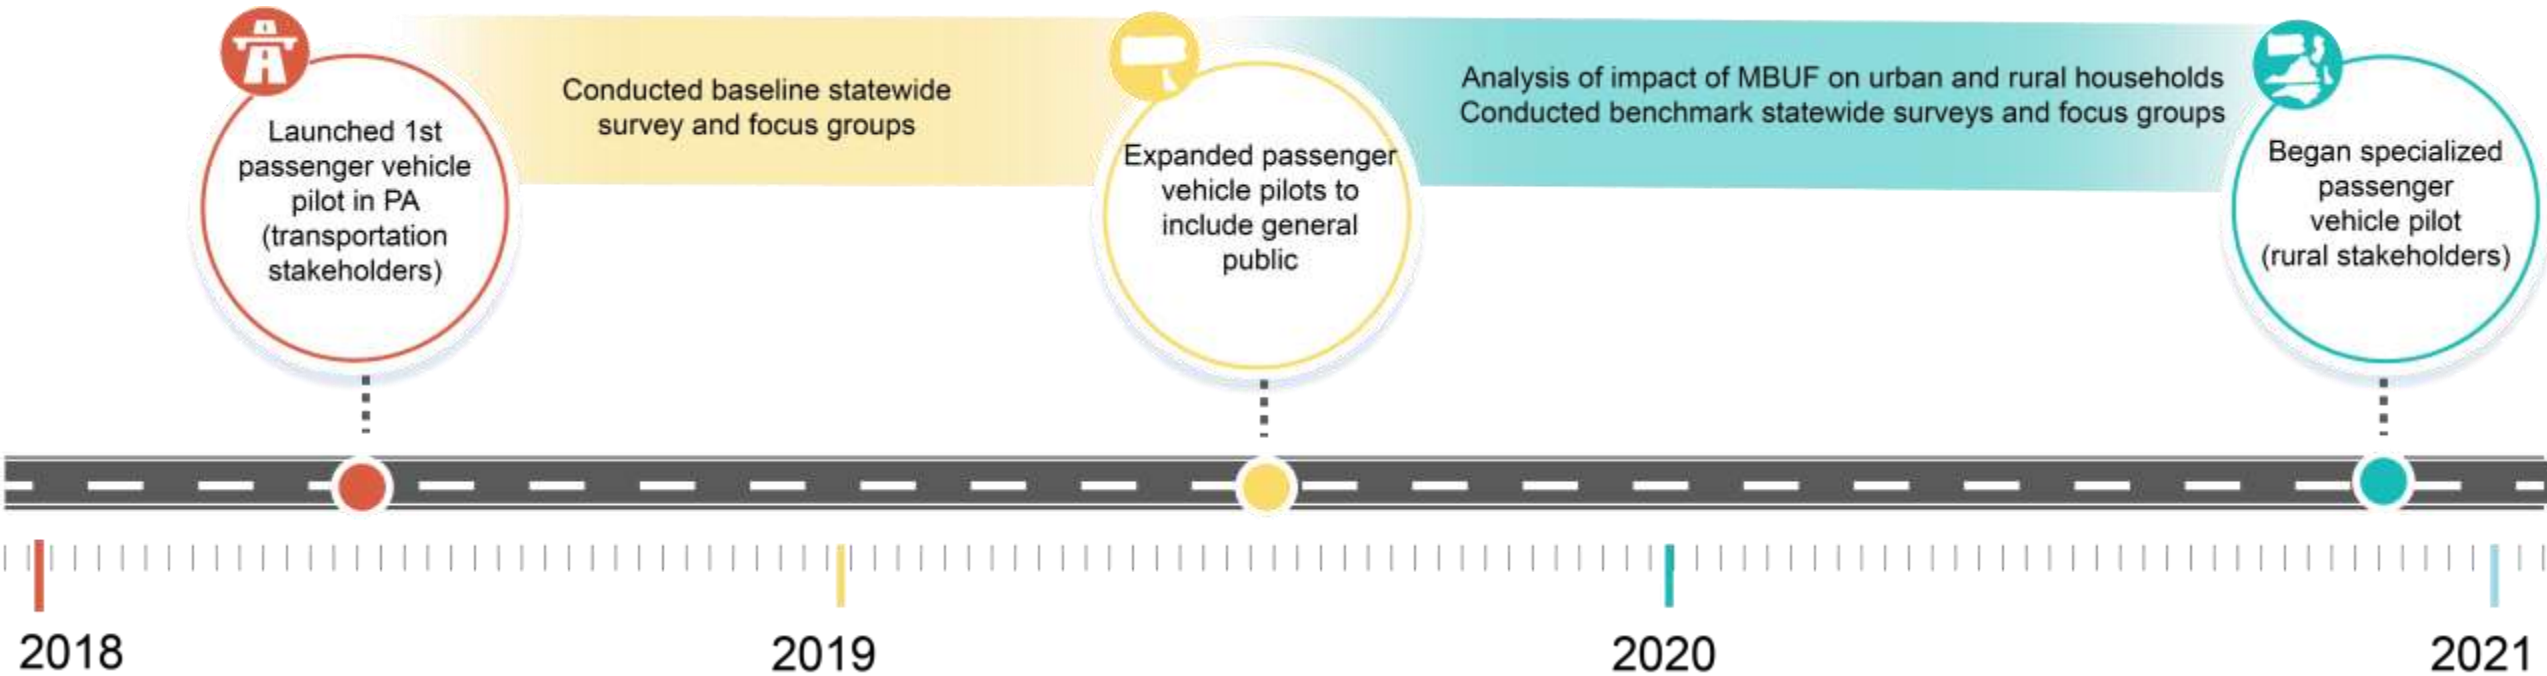 Launched 1st
passenger vehicle
pilot in PA
(transportation
stakeholders)
Conducted baseline statewide
survey and focus groups
Expanded passenger
vehicle pilots to
include general
public
Analysis of impact of MBUF on urban and rural households
Conducted benchmark statewide surveys and focus groups
Began specialized
passenger
vehicle pilot
(rural stakeholders)
2018
2019
2020
2021